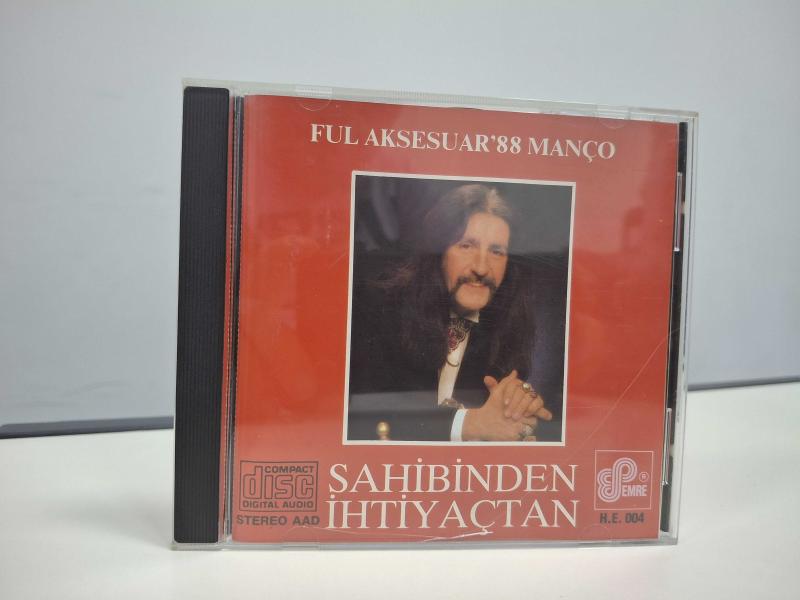 FUL AKSESUAR'88 MANÇO
COMPACT
disc
DIGITAL AUDIO
STEREO AAD
SAHİBİNDEN
İHTİYAÇTAN
EMRE
®
H.E. 004